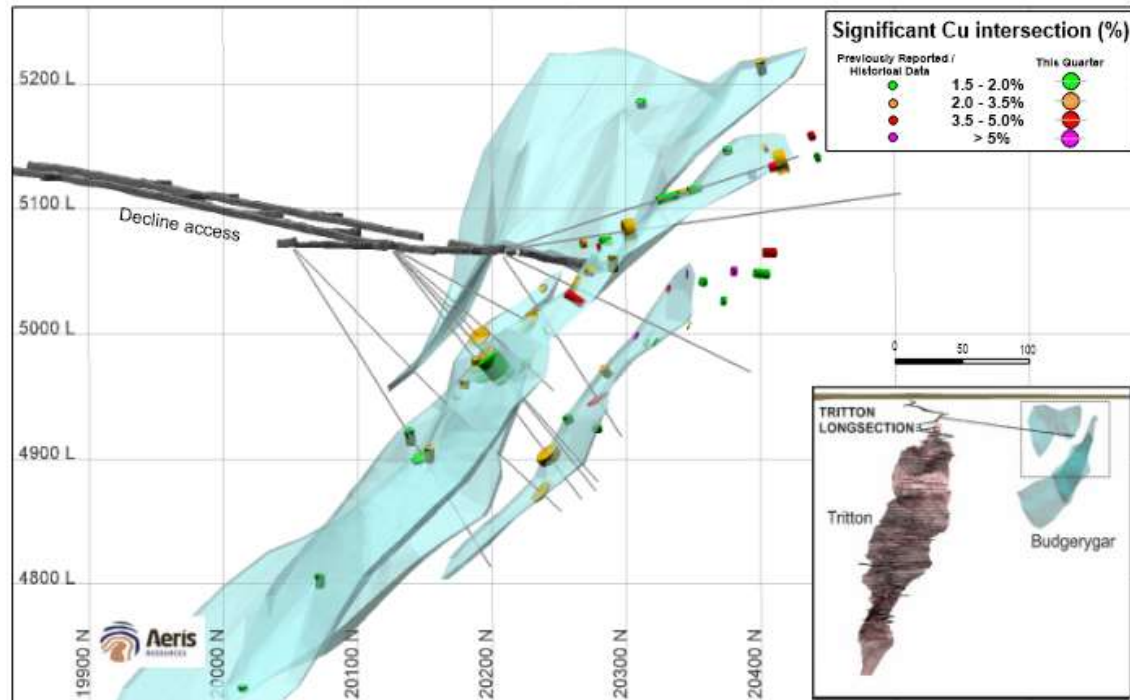 Significant Cu intersection (%)
Previously Reported /
Historical Data
This Quarter
1.5 - 2.0%
2.0 - 3.5%
3.5 - 5.0%
> 5%
5200 L
5100 L
Decline access
5000 L
4900 L
4800 L
0 50 100
TRITTON
LONGSECTION
Tritton
Budgerygar
Aeris
RESOURCES
19900 N
20000 N
20100 N
20200 N
20300 N
20400 N